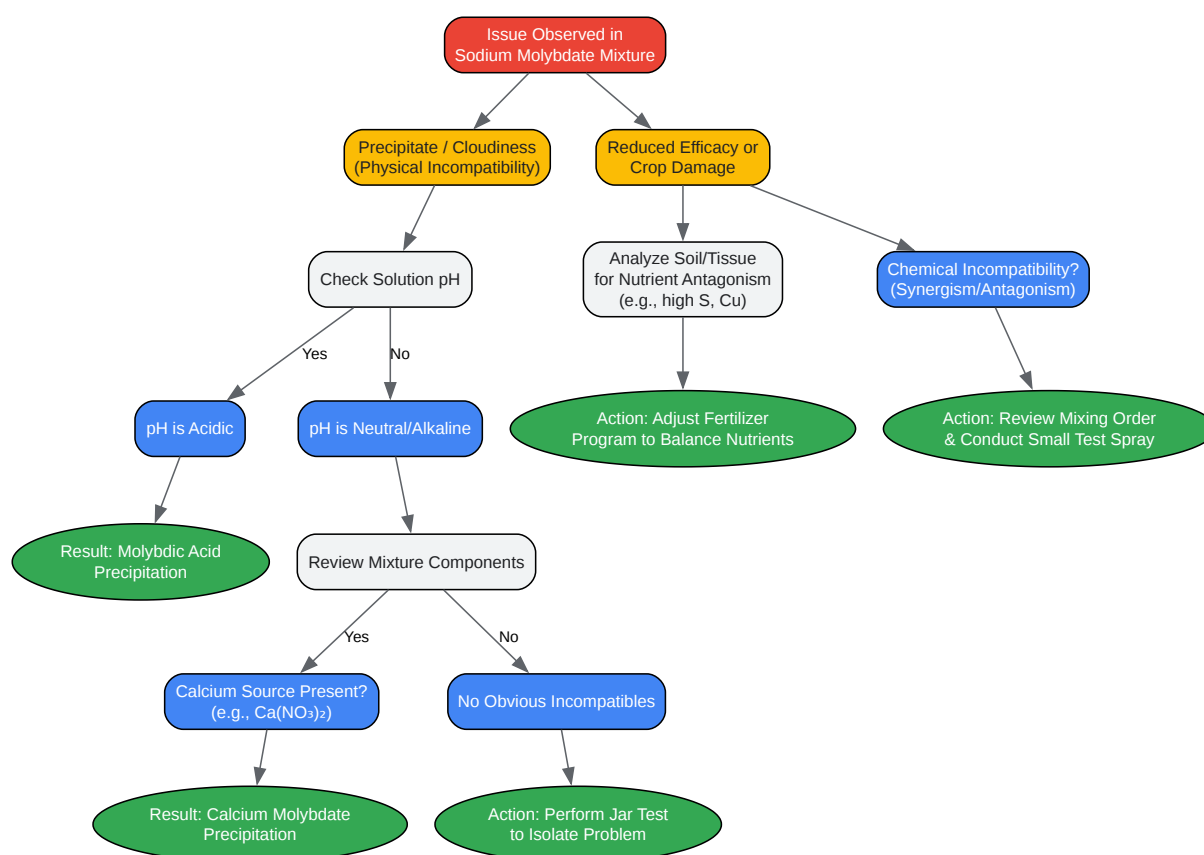 Issue Observed in
Sodium Molybdate Mixture
Precipitate / Cloudiness
(Physical Incompatibility)
Reduced Efficacy or
Crop Damage
Check Solution pH
Analyze Soil/Tissue
for Nutrient Antagonism
(e.g., high S, Cu)
Chemical Incompatibility?
(Synergism/Antagonism)
Yes
No
pH is Acidic
pH is Neutral/Alkaline
Action: Adjust Fertilizer
Program to Balance Nutrients
Action: Review Mixing Order
& Conduct Small Test Spray
Result: Molybdic Acid
Precipitation
Review Mixture Components
Yes
No
Calcium Source Present?
(e.g., Ca(NO₃)₂)
No Obvious Incompatibles
Result: Calcium Molybdate
Precipitation
Action: Perform Jar Test
to Isolate Problem